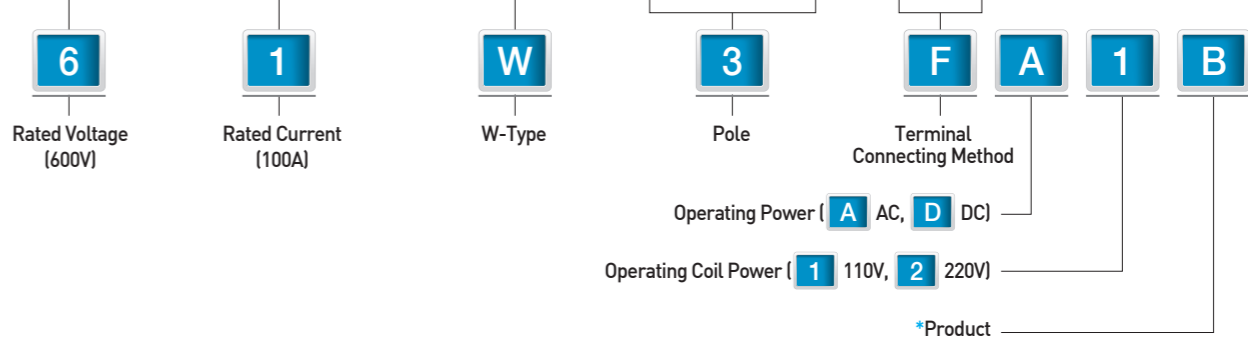 6 1 W 3 F A 1 B
Rated Voltage
(600V)
Rated Current
(100A)
W-Type
Pole
Terminal
Connecting Method
Operating Power ( A AC, D DC)
Operating Coil Power ( 1 110V, 2 220V)
*Product